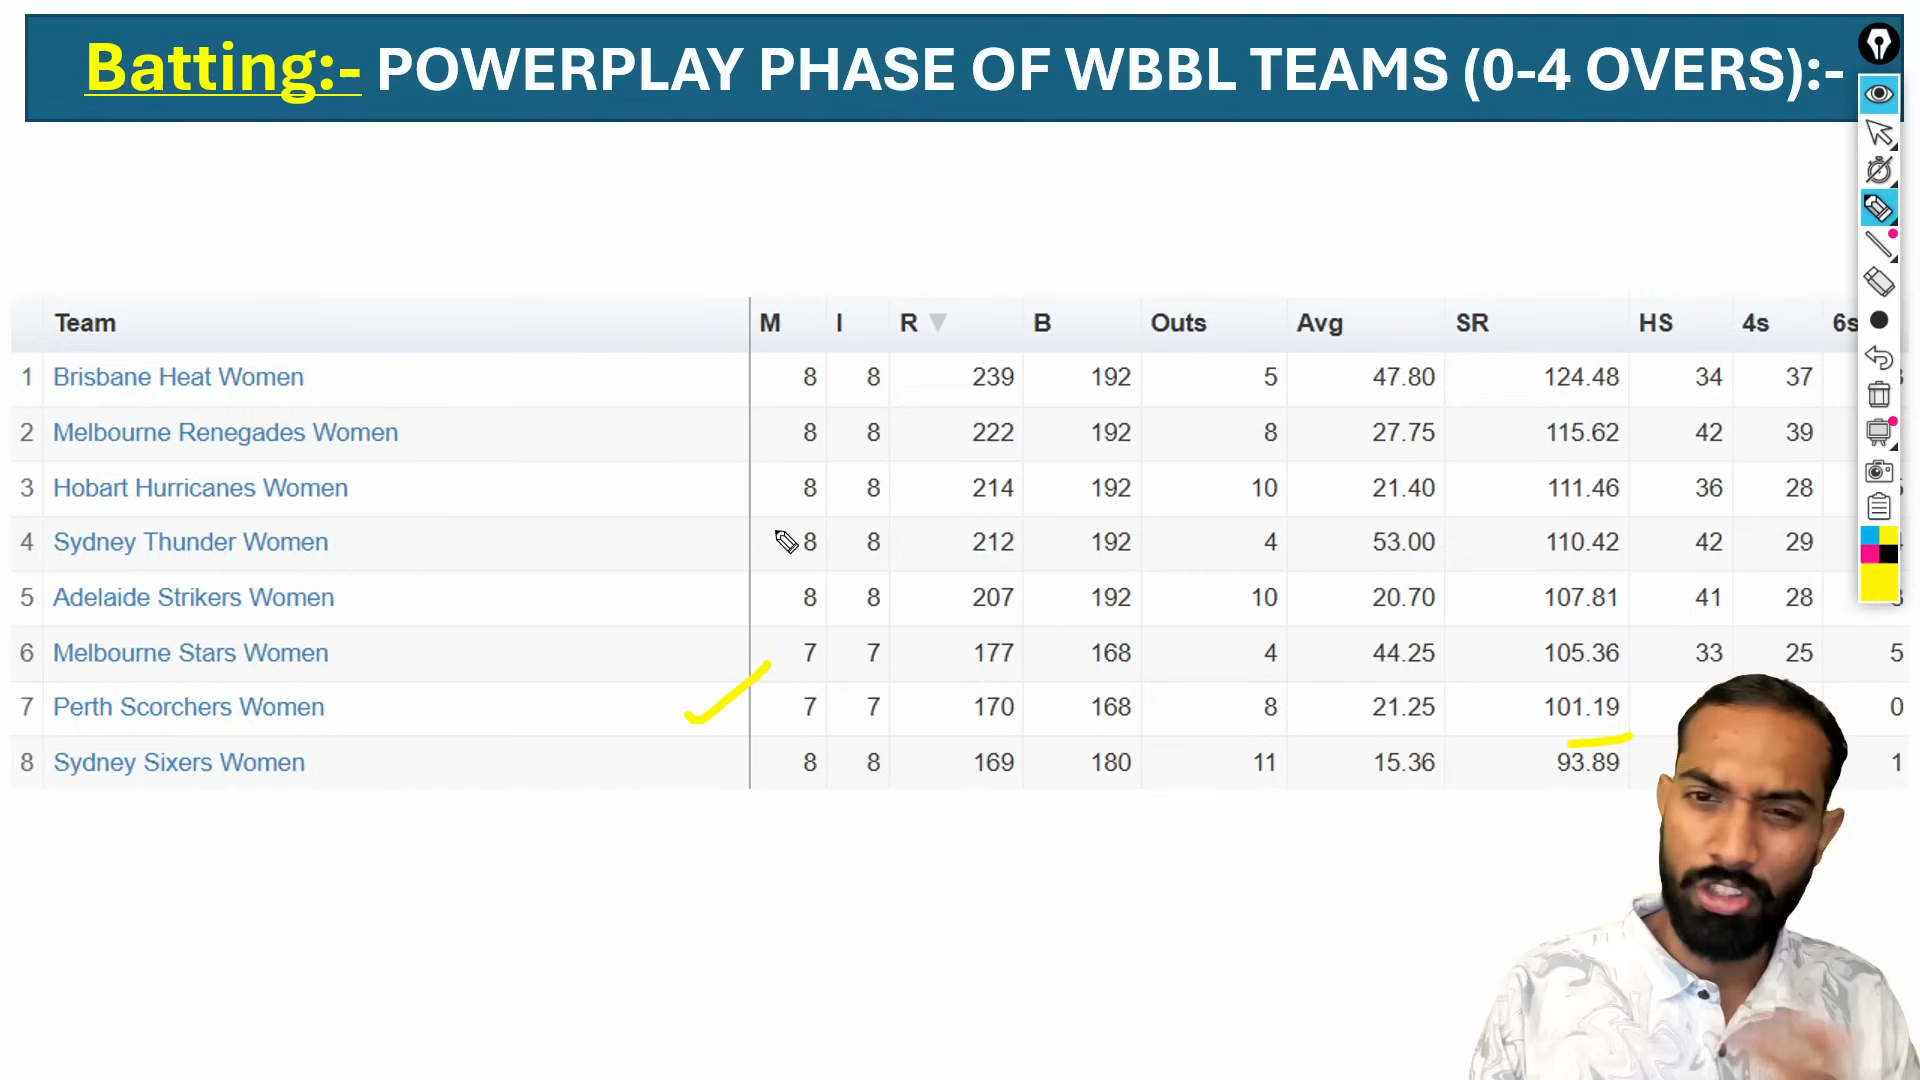 Batting:- POWERPLAY PHASE OF WBBL TEAMS (0-4 OVERS):-
Team M I R B Outs Avg SR HS 4s 6s
1 Brisbane Heat Women 8 8 239 192 5 47.80 124.48 34 37
2 Melbourne Renegades Women 8 8 222 192 8 27.75 115.62 42 39
3 Hobart Hurricanes Women 8 8 214 192 10 21.40 111.46 36 28
4 Sydney Thunder Women 8 8 212 192 4 53.00 110.42 42 29
5 Adelaide Strikers Women 8 8 207 192 10 20.70 107.81 41 28
6 Melbourne Stars Women 7 7 177 168 4 44.25 105.36 33 25 5
7 Perth Scorchers Women 7 7 170 168 8 21.25 101.19 0
8 Sydney Sixers Women 8 8 169 180 11 15.36 93.89 1